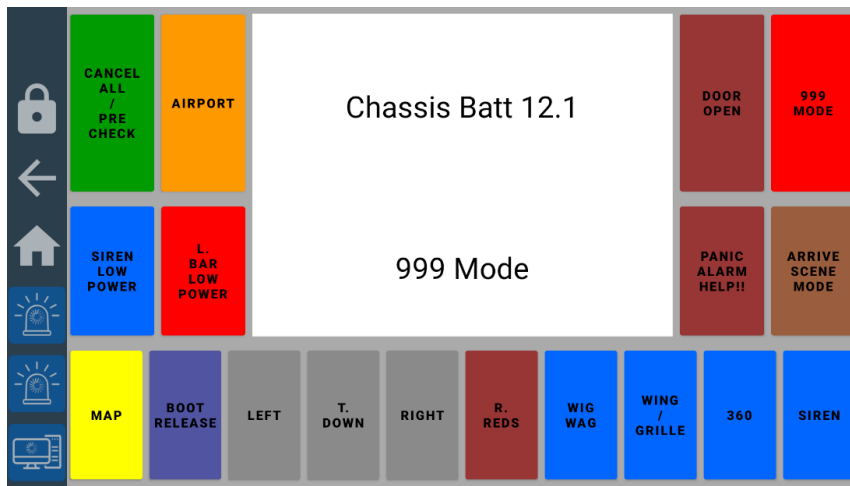 CANCEL
ALL
/
PRE
CHECK
AIRPORT
Chassis Batt 12.1
DOOR
OPEN
999
MODE
SIREN
LOW
POWER
L.
BAR
LOW
POWER
999 Mode
PANIC
ALARM
HELP!!
ARRIVE
SCENE
MODE
MAP
BOOT
RELEASE
LEFT
T.
DOWN
RIGHT
R.
REDS
WIG
WAG
WING
/
GRILLE
360
SIREN